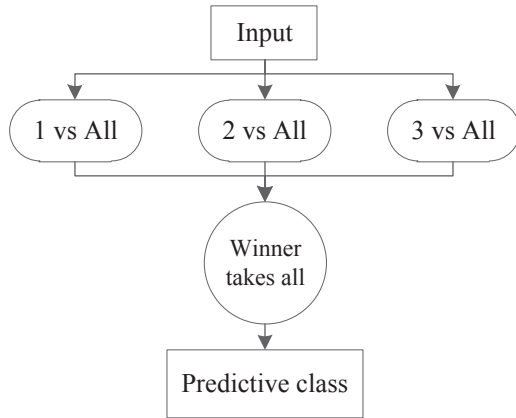 Input
1 vs All
2 vs All
3 vs All
Winner
takes all
Predictive class